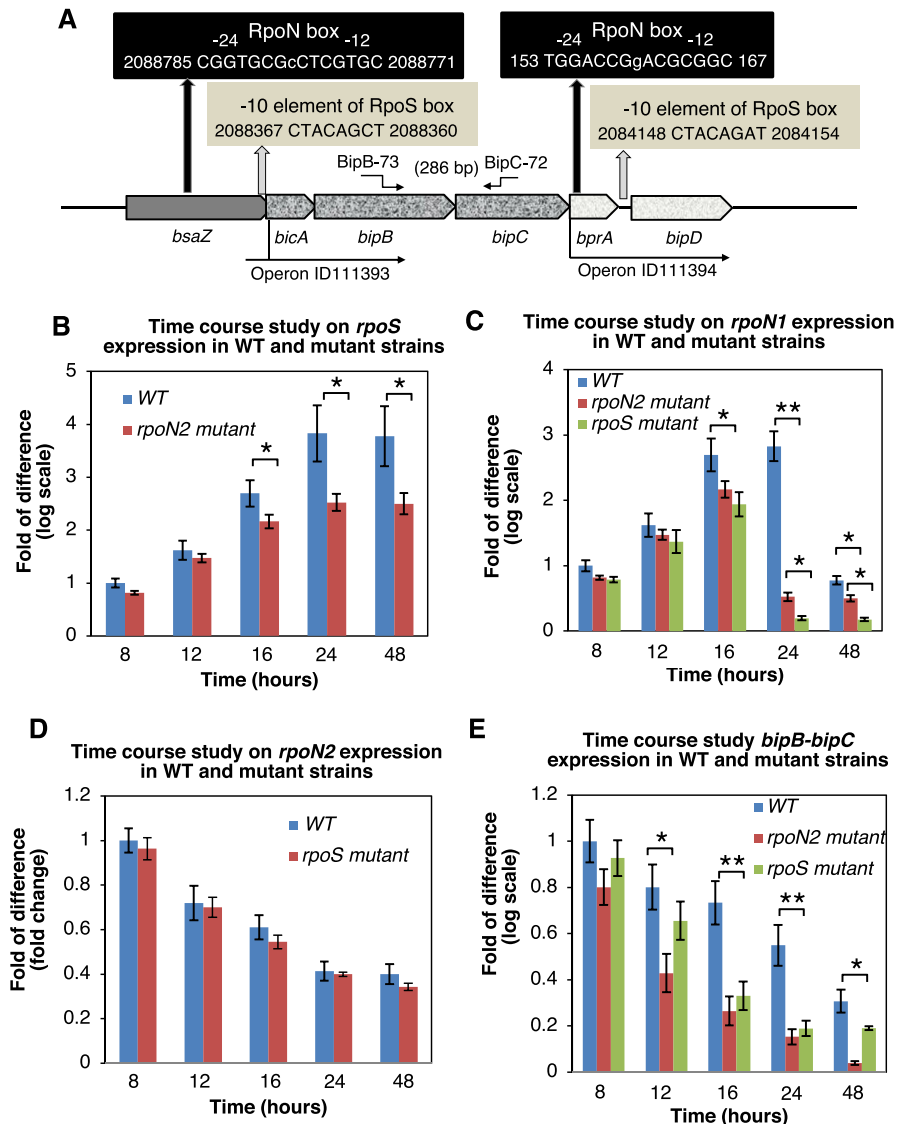 A
RpoN box
-24 -12
2088785 CGGTGCGcCTCGTGC 2088771
RpoN box
-24 -12
153 TGGACCGgACGCGGC 167
-10 element of RpoS box
2088367 CTACAGCT 2088360
-10 element of RpoS box
2084148 CTACAGAT 2084154
BipB-73 (286 bp) BipC-72
bsaZ bicA bipB bipC bprA bipD
Operon ID111393 Operon ID111394
B
Time course study on rpoS
expression in WT and mutant strains
Fold of difference
(log scale)
5
4
3
2
1
0
WT
rpoN2 mutant
* * *
8 12 16 24 48
Time (hours)
C
Time course study on rpoN1 expression
in WT and mutant strains
Fold of difference
(log scale)
4
3
2
1
0
WT
rpoN2 mutant
rpoS mutant
* ** * * *
8 12 16 24 48
Time (hours)
D
Time course study on rpoN2 expression
in WT and mutant strains
Fold of difference
(fold change)
1.2
1
0.8
0.6
0.4
0.2
0
WT
rpoS mutant
8 12 16 24 48
Time (hours)
E
Time course study bipB-bipC
expression in WT and mutant strains
Fold of difference
(log scale)
1.2
1
0.8
0.6
0.4
0.2
0
WT
rpoN2 mutant
rpoS mutant
* ** ** *
8 12 16 24 48
Time (hours)